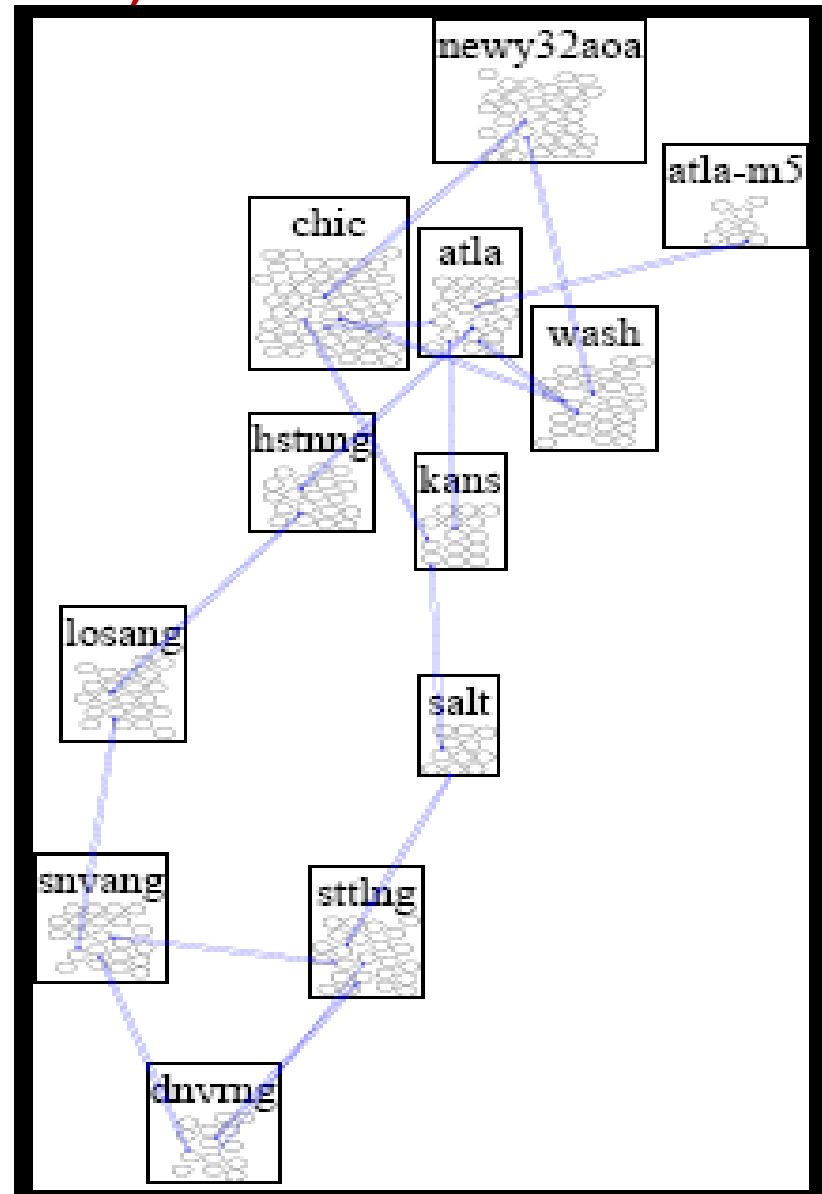 newy32aoa
atla-m5
chic
atla
wash
hstnng
kans
losang
salt
snvang
sttlng
dnvrng